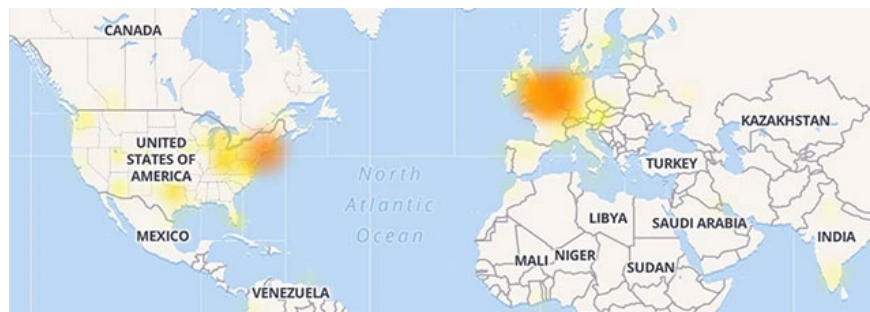 CANADA
UNITED
STATES OF
AMERICA
MEXICO
VENEZUELA
North
Atlantic
Ocean
KAZAKHSTAN
TURKEY
LIBYA
SAUDI ARABIA
INDIA
MALI
NIGER
SUDAN